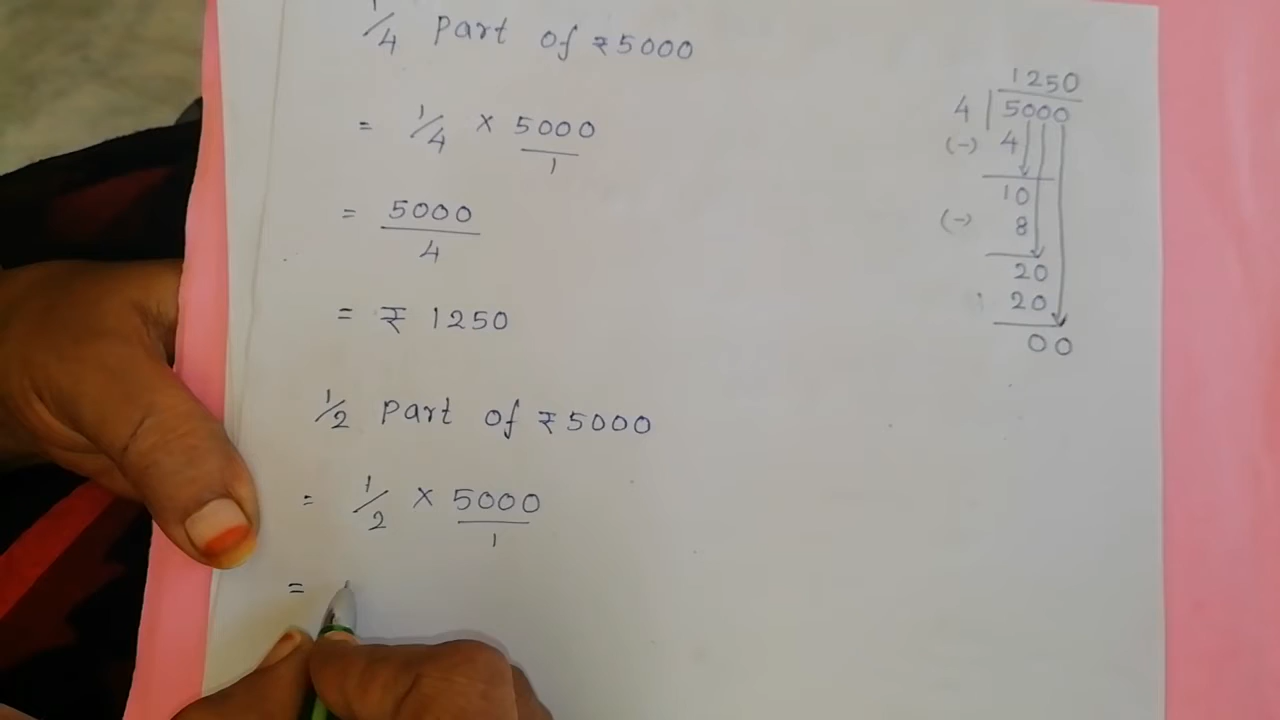 1/4 part of ₹5000
= 1/4 × 5000/1
= 5000/4
= ₹ 1250
1/2 part of ₹5000
= 1/2 × 5000/1
=
1250
4 | 5000
(-) 4
10
(-) 8
20
20
00